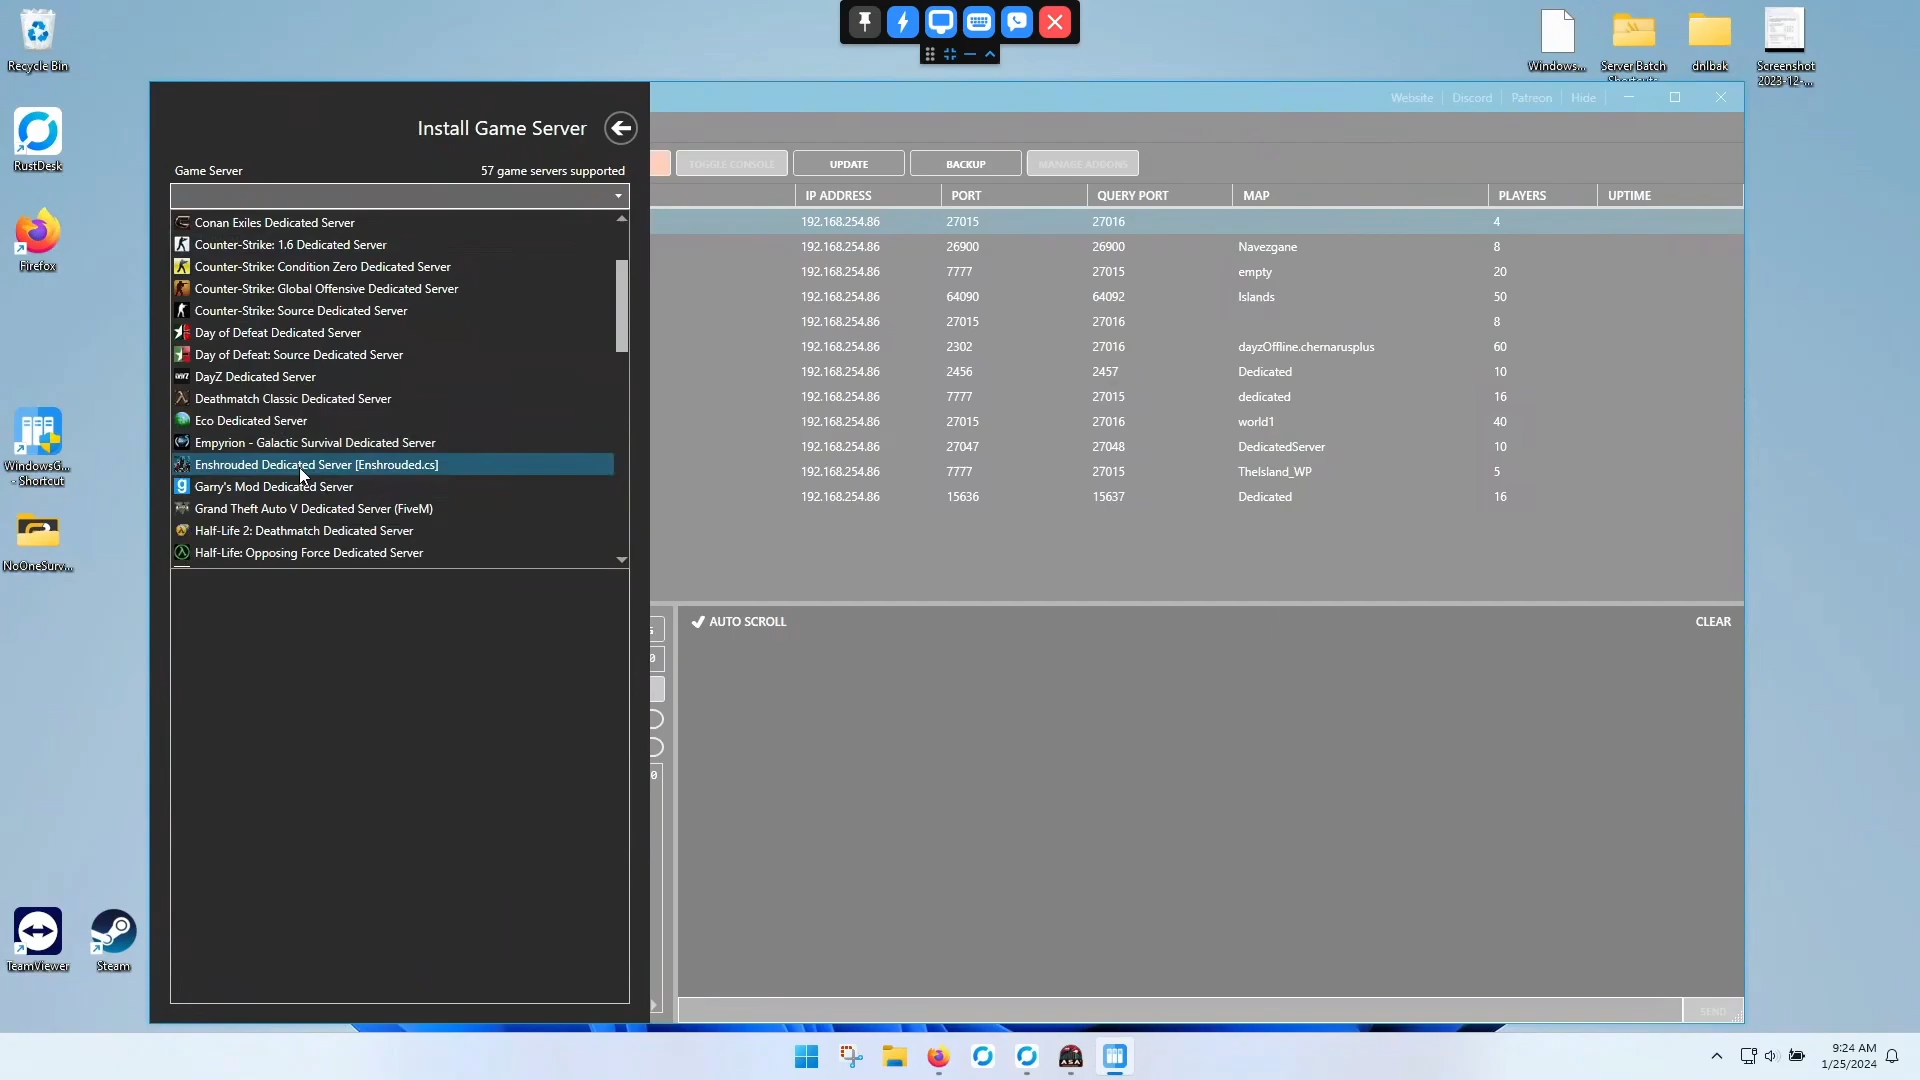 Recycle Bin
RustDesk
Firefox
WindowsG...
- Shortcut
NoOneSurv...
TeamViewer
Steam
Windows...
Server Batch
dnlbak
Screenshot
2023-12-...
Install Game Server
Game Server
57 game servers supported
Conan Exiles Dedicated Server
Counter-Strike: 1.6 Dedicated Server
Counter-Strike: Condition Zero Dedicated Server
Counter-Strike: Global Offensive Dedicated Server
Counter-Strike: Source Dedicated Server
Day of Defeat Dedicated Server
Day of Defeat: Source Dedicated Server
DayZ Dedicated Server
Deathmatch Classic Dedicated Server
Eco Dedicated Server
Empyrion - Galactic Survival Dedicated Server
Enshrouded Dedicated Server [Enshrouded.cs]
Garry's Mod Dedicated Server
Grand Theft Auto V Dedicated Server (FiveM)
Half-Life 2: Deathmatch Dedicated Server
Half-Life: Opposing Force Dedicated Server
Website Discord Patreon Hide
TOGGLE CONSOLE UPDATE BACKUP MANAGE ADDONS
IP ADDRESS PORT QUERY PORT MAP PLAYERS UPTIME
192.168.254.86 27015 27016 4
192.168.254.86 26900 26900 Navezgane 8
192.168.254.86 7777 27015 empty 20
192.168.254.86 64090 64092 Islands 50
192.168.254.86 27015 27016 8
192.168.254.86 2302 27016 dayzOffline.chernarusplus 60
192.168.254.86 2456 2457 Dedicated 10
192.168.254.86 7777 27015 dedicated 16
192.168.254.86 27015 27016 world1 40
192.168.254.86 27047 27048 DedicatedServer 10
192.168.254.86 7777 27015 TheIsland_WP 5
192.168.254.86 15636 15637 Dedicated 16
AUTO SCROLL
CLEAR
SEND
ASA
9:24 AM
1/25/2024